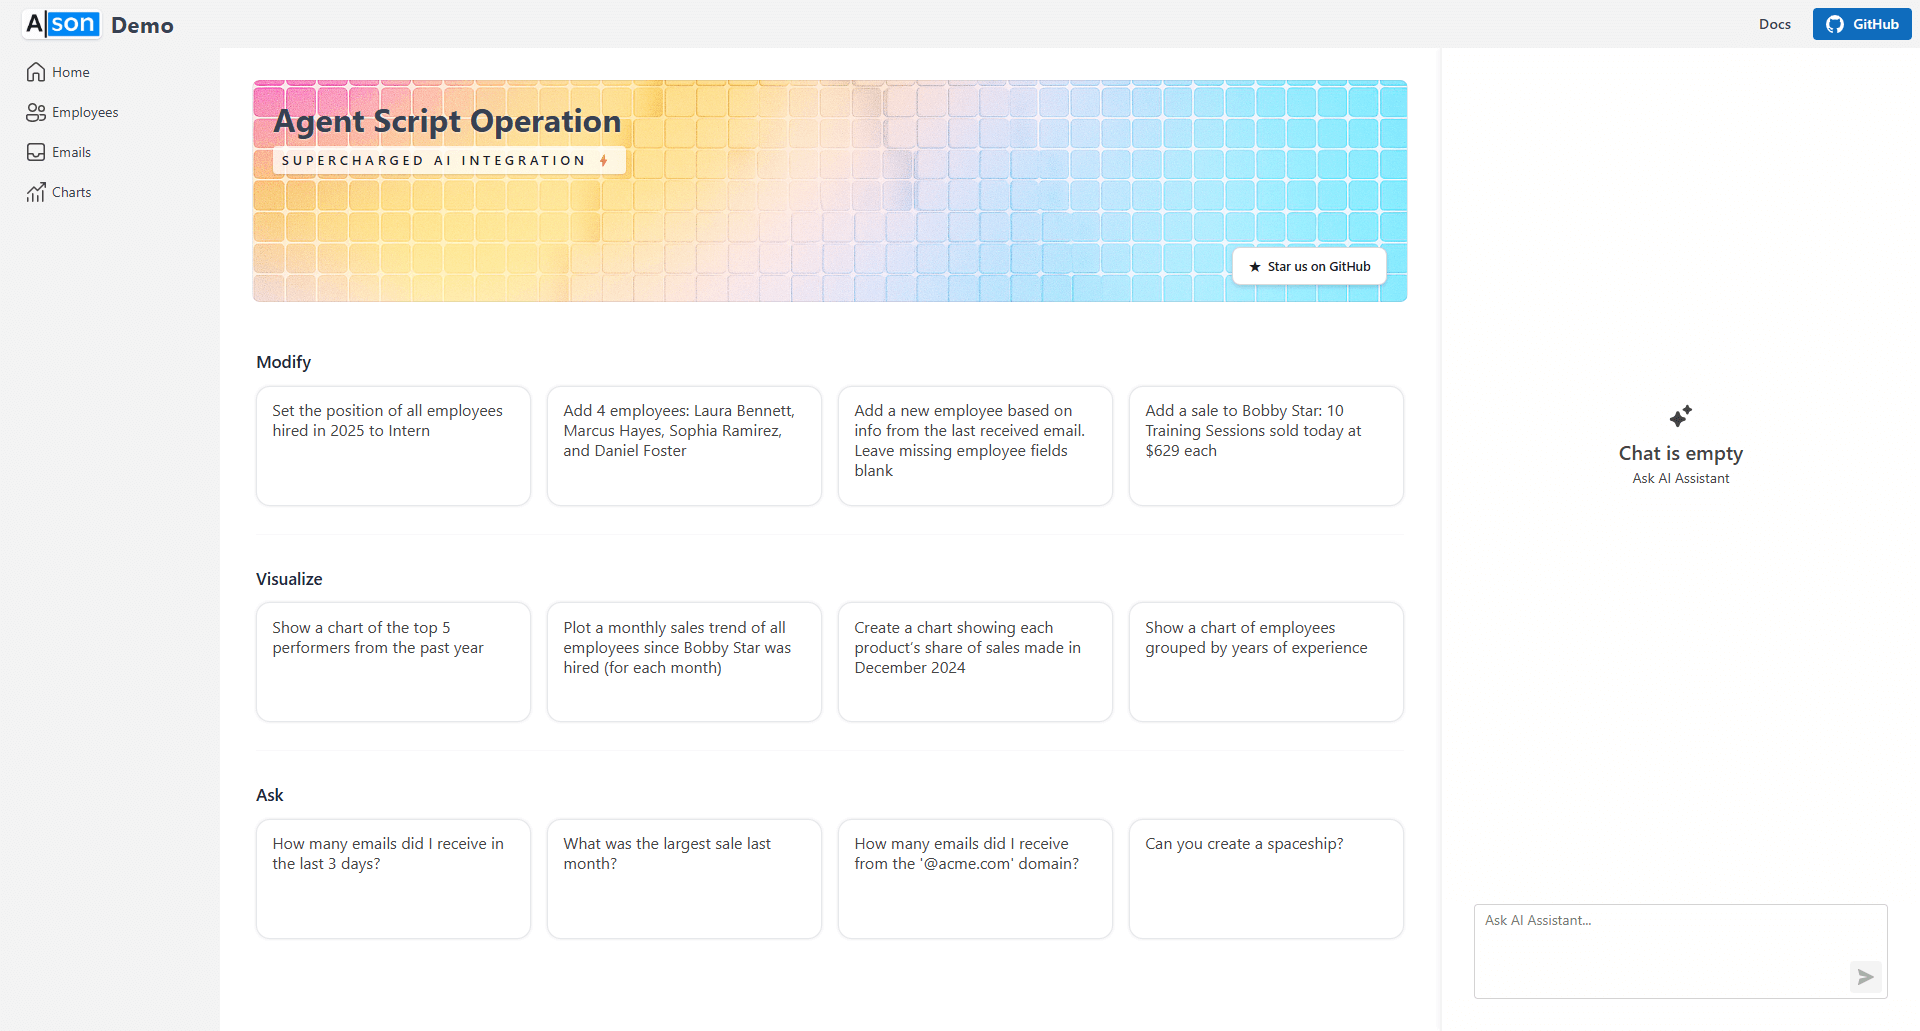 A|son Demo
Docs
GitHub
Home
Employees
Emails
Charts
Agent Script Operation
SUPERCHARGED AI INTEGRATION
★ Star us on GitHub
Modify
Set the position of all employees
hired in 2025 to Intern
Add 4 employees: Laura Bennett,
Marcus Hayes, Sophia Ramirez,
and Daniel Foster
Add a new employee based on
info from the last received email.
Leave missing employee fields
blank
Add a sale to Bobby Star: 10
Training Sessions sold today at
$629 each
Visualize
Show a chart of the top 5
performers from the past year
Plot a monthly sales trend of all
employees since Bobby Star was
hired (for each month)
Create a chart showing each
product’s share of sales made in
December 2024
Show a chart of employees
grouped by years of experience
Ask
How many emails did I receive in
the last 3 days?
What was the largest sale last
month?
How many emails did I receive
from the '@acme.com' domain?
Can you create a spaceship?
Chat is empty
Ask AI Assistant
Ask AI Assistant...